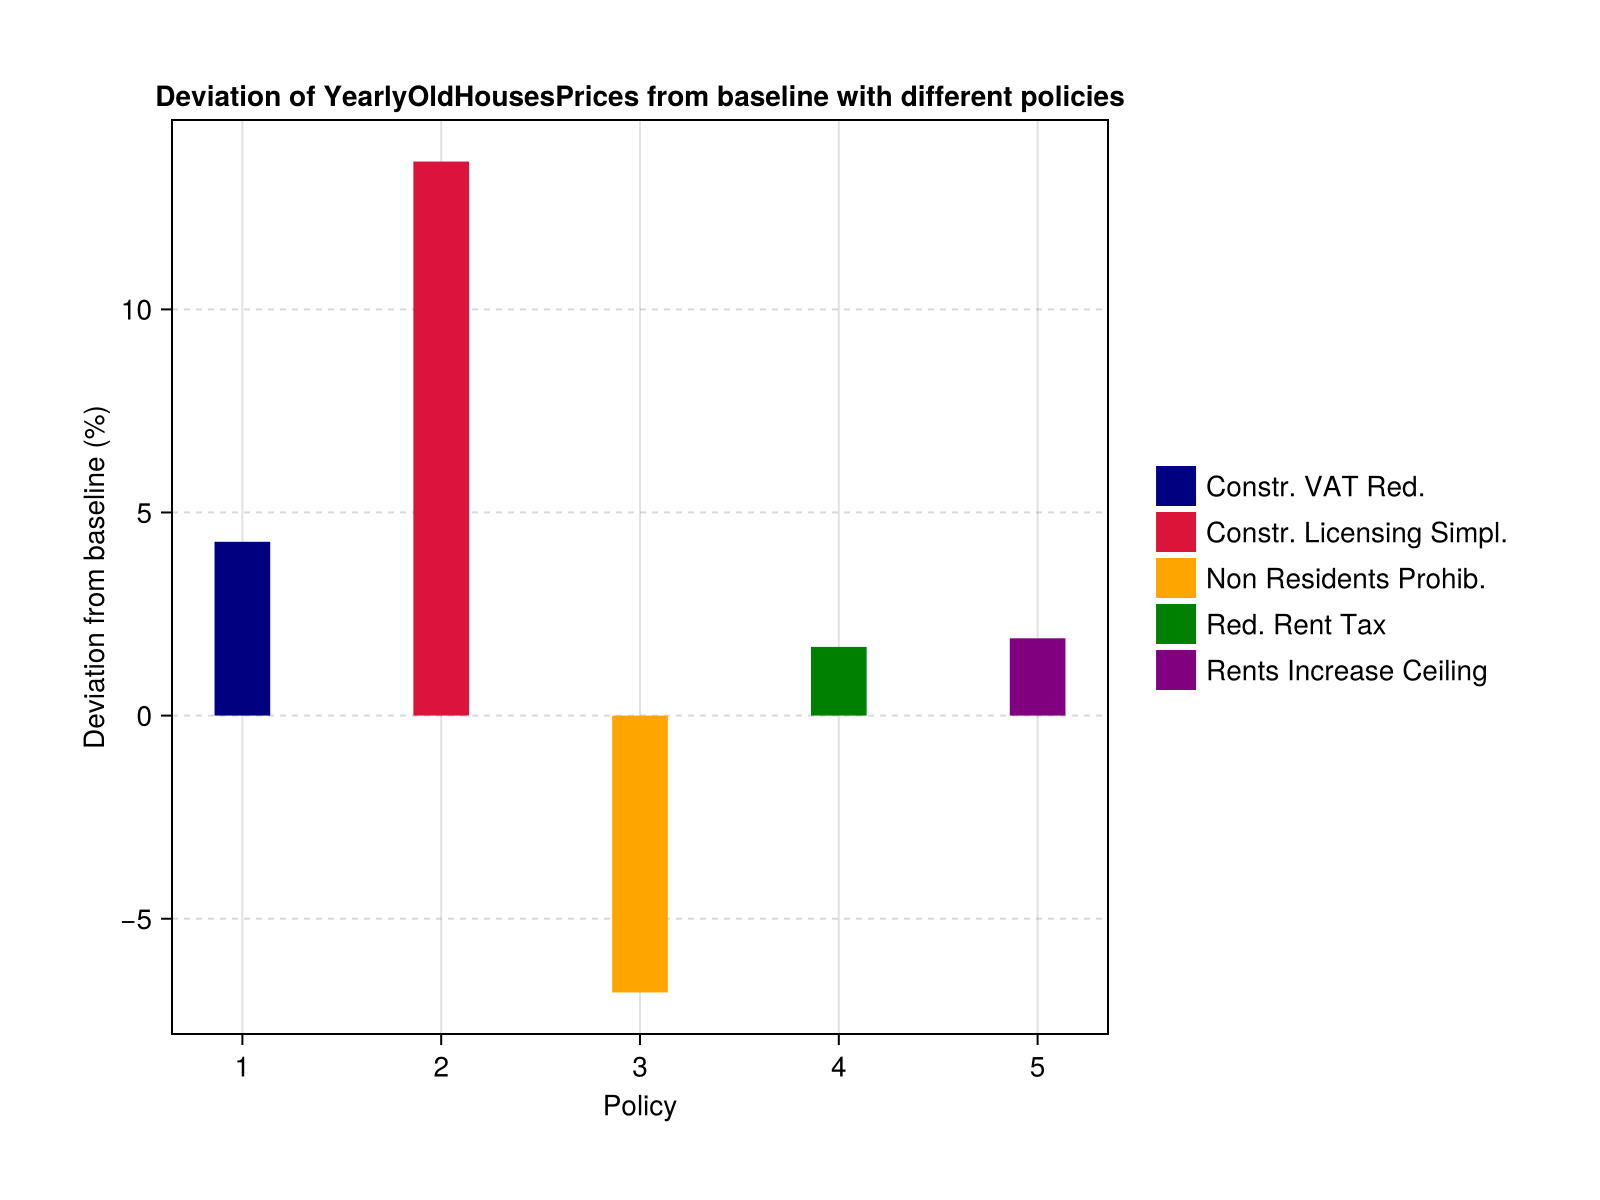 Deviation of YearlyOldHousesPrices from baseline with different policies
Deviation from baseline (%)
10
5
0
−5
1 2 3 4 5
Policy
Constr. VAT Red.
Constr. Licensing Simpl.
Non Residents Prohib.
Red. Rent Tax
Rents Increase Ceiling